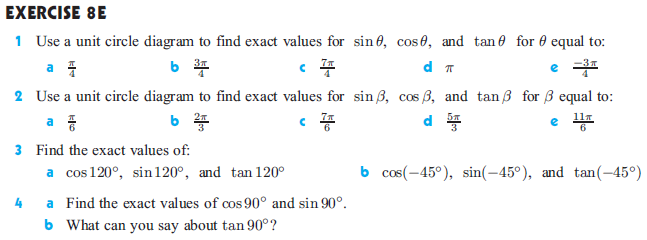 EXERCISE 8E
1 Use a unit circle diagram to find exact values for sin θ, cos θ, and tan θ for θ equal to:
a π/4 b 3π/4 c 7π/4 d π e −3π/4
2 Use a unit circle diagram to find exact values for sin β, cos β, and tan β for β equal to:
a π/6 b 2π/3 c 7π/6 d 5π/3 e 11π/6
3 Find the exact values of:
a cos 120°, sin 120°, and tan 120° b cos(−45°), sin(−45°), and tan(−45°)
4 a Find the exact values of cos 90° and sin 90°.
b What can you say about tan 90°?